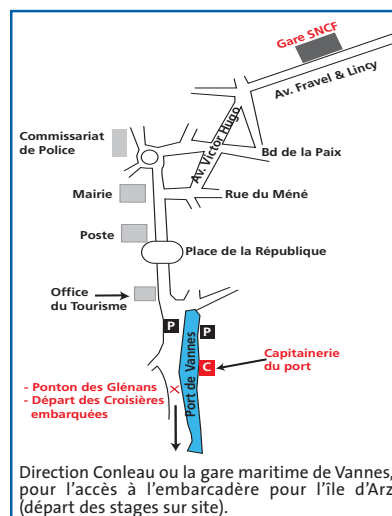 Gare SNCF
Av. Fravel & Lincy
Commissariat
de Police
Av. Victor Hugo
Bd de la Paix
Mairie
Rue du Méné
Poste
Place de la République
Office
du Tourisme
P
P
Port de Vannes
C
Capitainerie
du port
- Ponton des Glénans
- Départ des Croisières
embarquées
Direction Conleau ou la gare maritime de Vannes,
pour l'accès à l'embarcadère pour l'île d'Arz
(départ des stages sur site).